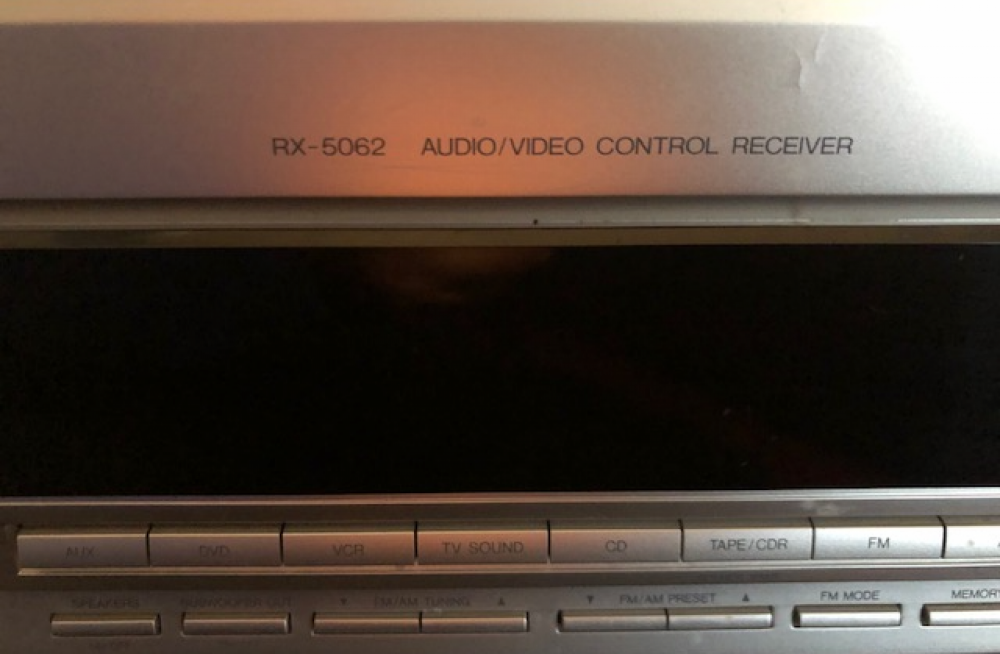 RX-5062 AUDIO/VIDEO CONTROL RECEIVER
AUX DVD VCR TV SOUND CD TAPE/CDR FM
SPEAKERS SUBWOOFER OUT ▼ FM/AM TUNING ▲ ▼ FM/AM PRESET ▲ FM MODE MEMORY